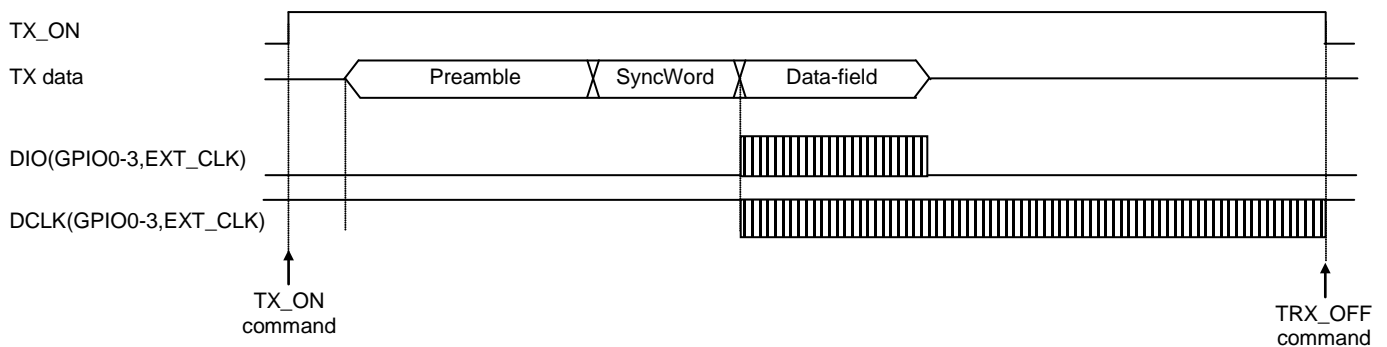 TX_ON
TX data
Preamble
SyncWord
Data-field
DIO(GPIO0-3,EXT_CLK)
DCLK(GPIO0-3,EXT_CLK)
TX_ON
command
TRX_OFF
command